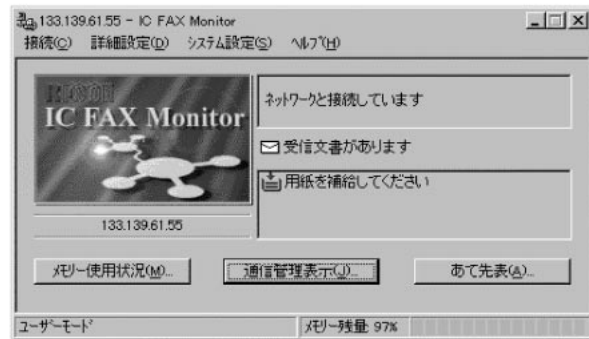 133.139.61.55 - IC FAX Monitor
接続(C) 詳細設定(D) システム設定(S) ヘルプ(H)
RICOH
IC FAX Monitor
ネットワークと接続しています
受信文書があります
用紙を補給してください
133.139.61.55
メモリー使用状況(M)... 通信管理表示(J)... あて先表(A)...
ユーザーモード メモリー残量 97%